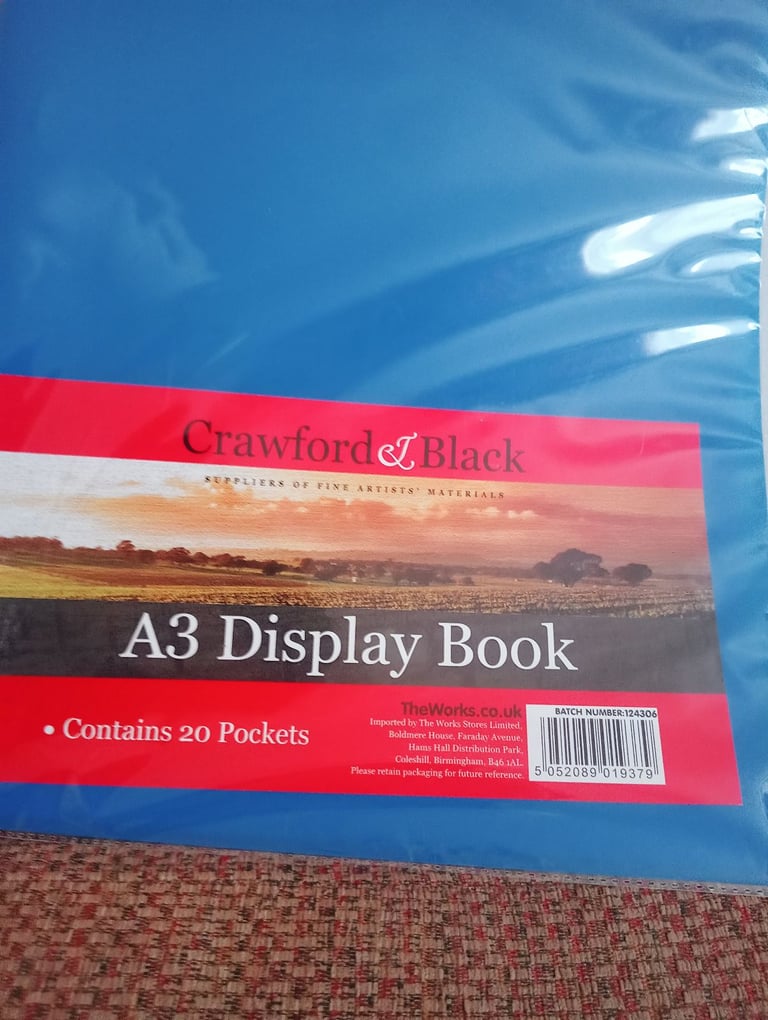 Crawford & Black
SUPPLIERS OF FINE ARTISTS' MATERIALS
A3 Display Book
• Contains 20 Pockets
TheWorks.co.uk
Imported by The Works Stores Limited,
Boldmere House, Faraday Avenue,
Hams Hall Distribution Park,
Coleshill, Birmingham, B46 1AL.
Please retain packaging for future reference.
BATCH NUMBER:124306
5 052089 019379